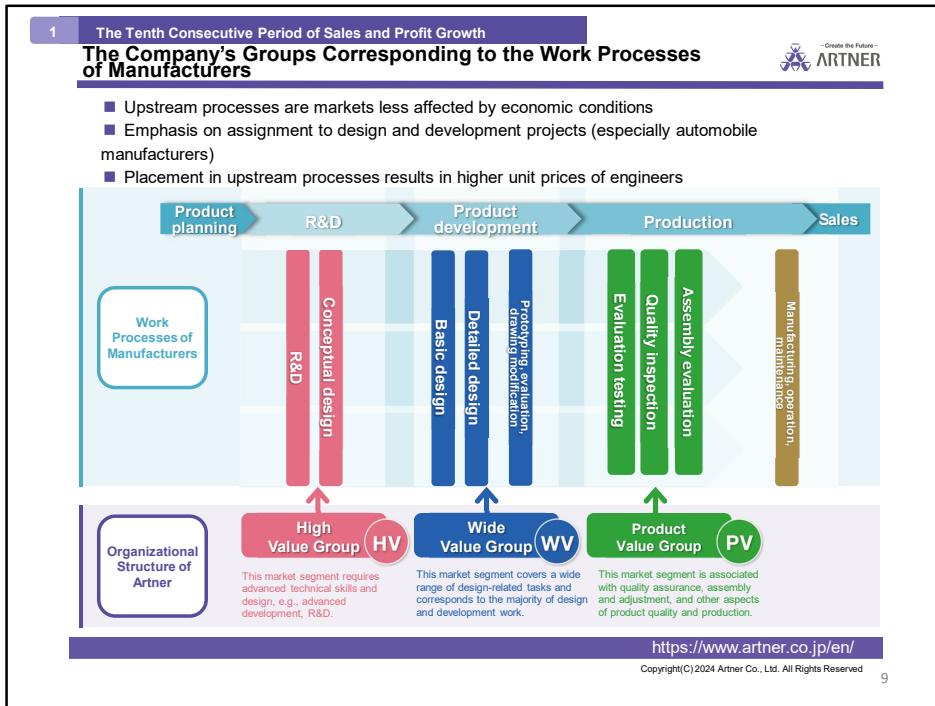 1
The Tenth Consecutive Period of Sales and Profit Growth
The Company's Groups Corresponding to the Work Processes
of Manufacturers
–Create the Future–
ARTNER
■ Upstream processes are markets less affected by economic conditions
■ Emphasis on assignment to design and development projects (especially automobile
manufacturers)
■ Placement in upstream processes results in higher unit prices of engineers
Product
planning
R&D
Product
development
Production
Sales
Work
Processes of
Manufacturers
R&D
Conceptual design
Basic design
Detailed design
Prototyping, evaluation,
drawing modification
Evaluation testing
Quality inspection
Assembly evaluation
Manufacturing, operation,
maintenance
Organizational
Structure of
Artner
High
Value Group
HV
This market segment requires
advanced technical skills and
design, e.g., advanced
development, R&D.
Wide
Value Group
WV
This market segment covers a wide
range of design-related tasks and
corresponds to the majority of design
and development work.
Product
Value Group
PV
This market segment is associated
with quality assurance, assembly
and adjustment, and other aspects
of product quality and production.
https://www.artner.co.jp/en/
Copyright(C) 2024 Artner Co., Ltd. All Rights Reserved
9